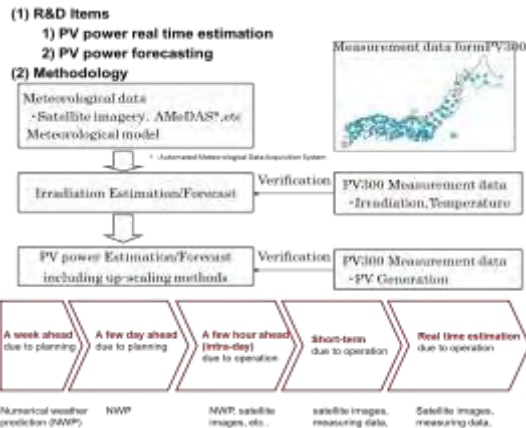 (1) R&D Items
1) PV power real time estimation
2) PV power forecasting
(2) Methodology
Measurement data formPV300
Meteorological data
・Satellite imagery, AMeDAS*,etc
Meteorological model
* ・Automated Meteorological Data Acquisition System
Irradiation Estimation/Forecast
Verification
PV300 Measurement data
・Irradiation,Temperature
PV power Estimation/Forecast
including up-scaling methods
Verification
PV300 Measurement data
・PV Generation
A week ahead
due to planning
A few day ahead
due to planning
A few hour ahead
(intra-day)
due to operation
Short-term
due to operation
Real time estimation
due to operation
Numerical weather
prediction (NWP)
NWP
NWP, satellite
images, etc..
satellite images,
measuring data,
Satellite images,
measuring data,